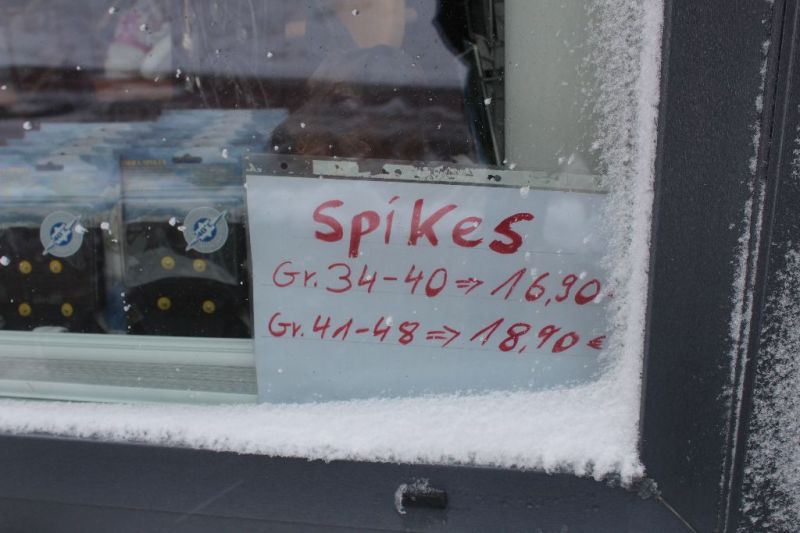 Spikes
Gr. 34-40 => 16,90
Gr. 41-48 => 18,90 €